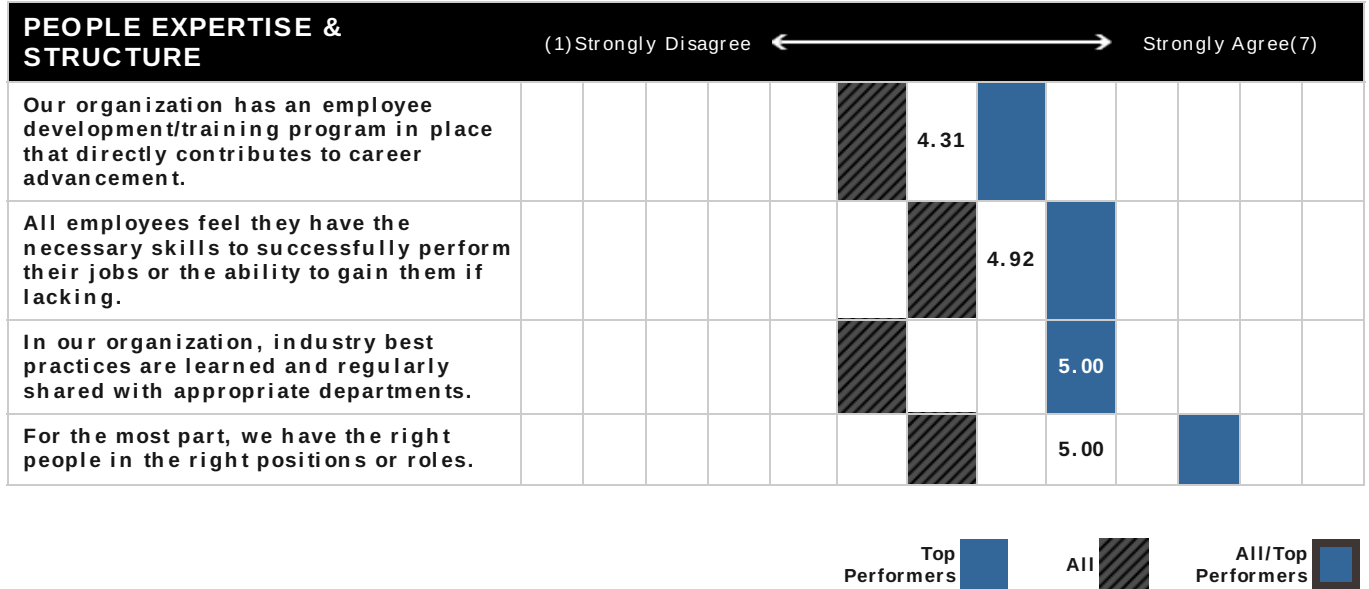 PEOPLE EXPERTISE &
STRUCTURE
(1)Strongly Disagree
Strongly Agree(7)
Our organization has an employee
development/training program in place
that directly contributes to career
advancement.
4.31
All employees feel they have the
necessary skills to successfully perform
their jobs or the ability to gain them if
lacking.
4.92
In our organization, industry best
practices are learned and regularly
shared with appropriate departments.
5.00
For the most part, we have the right
people in the right positions or roles.
5.00
Top
Performers
All
All/Top
Performers